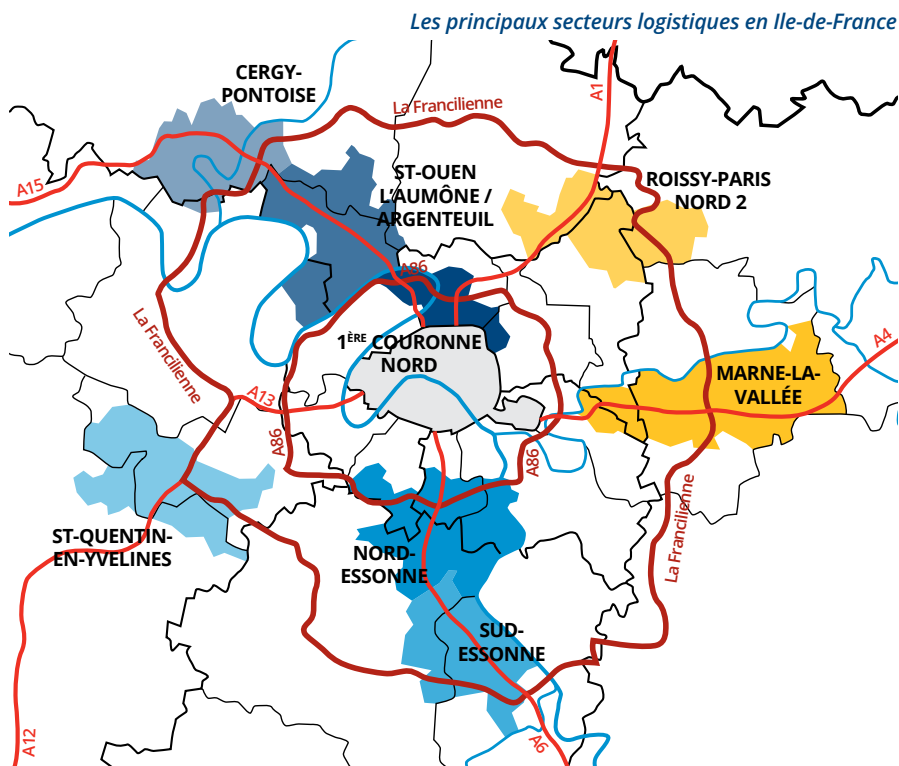 Les principaux secteurs logistiques en Ile-de-France
CERGY-
PONTOISE
La Francilienne
A1
A15
ST-OUEN
L'AUMÔNE /
ARGENTEUIL
ROISSY-PARIS
NORD 2
A86
La Francilienne
1ÈRE COURONNE
NORD
A4
MARNE-LA-
VALLÉE
A13
A86
A86
La Francilienne
ST-QUENTIN-
EN-YVELINES
NORD-
ESSONNE
SUD-
ESSONNE
A12
A6